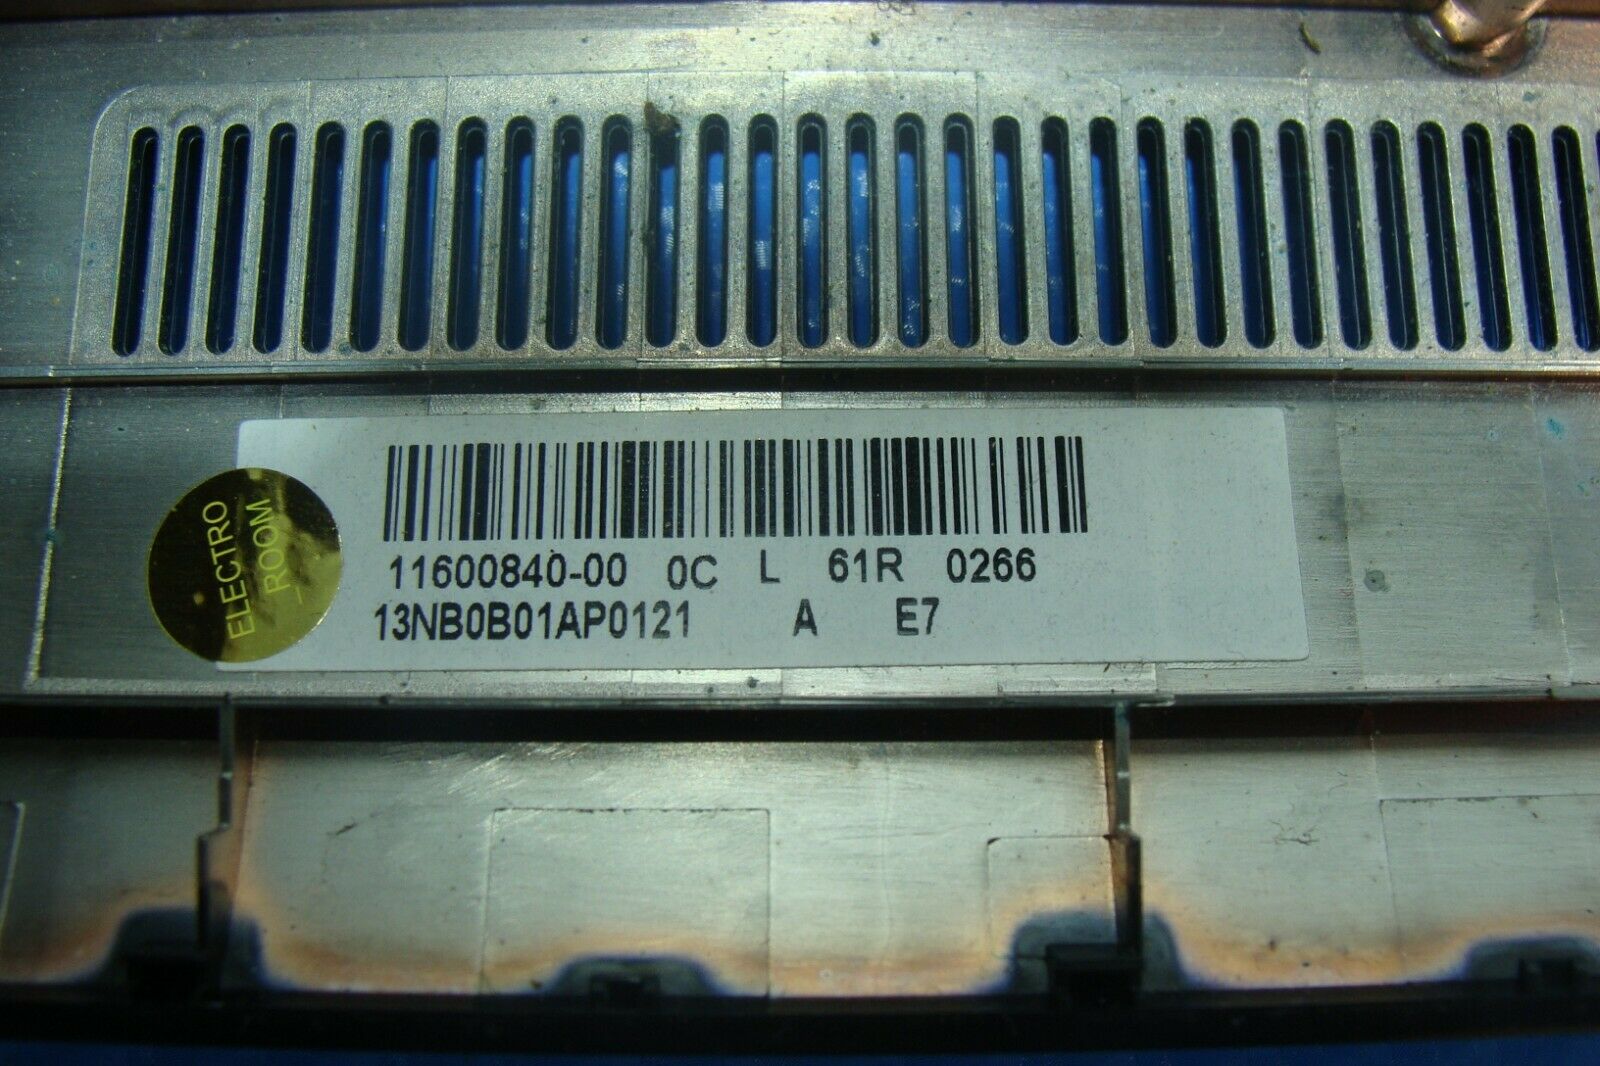 11600840-00 0C L 61R 0266
13NB0B01AP0121 A E7
ELECTRO
ROOM